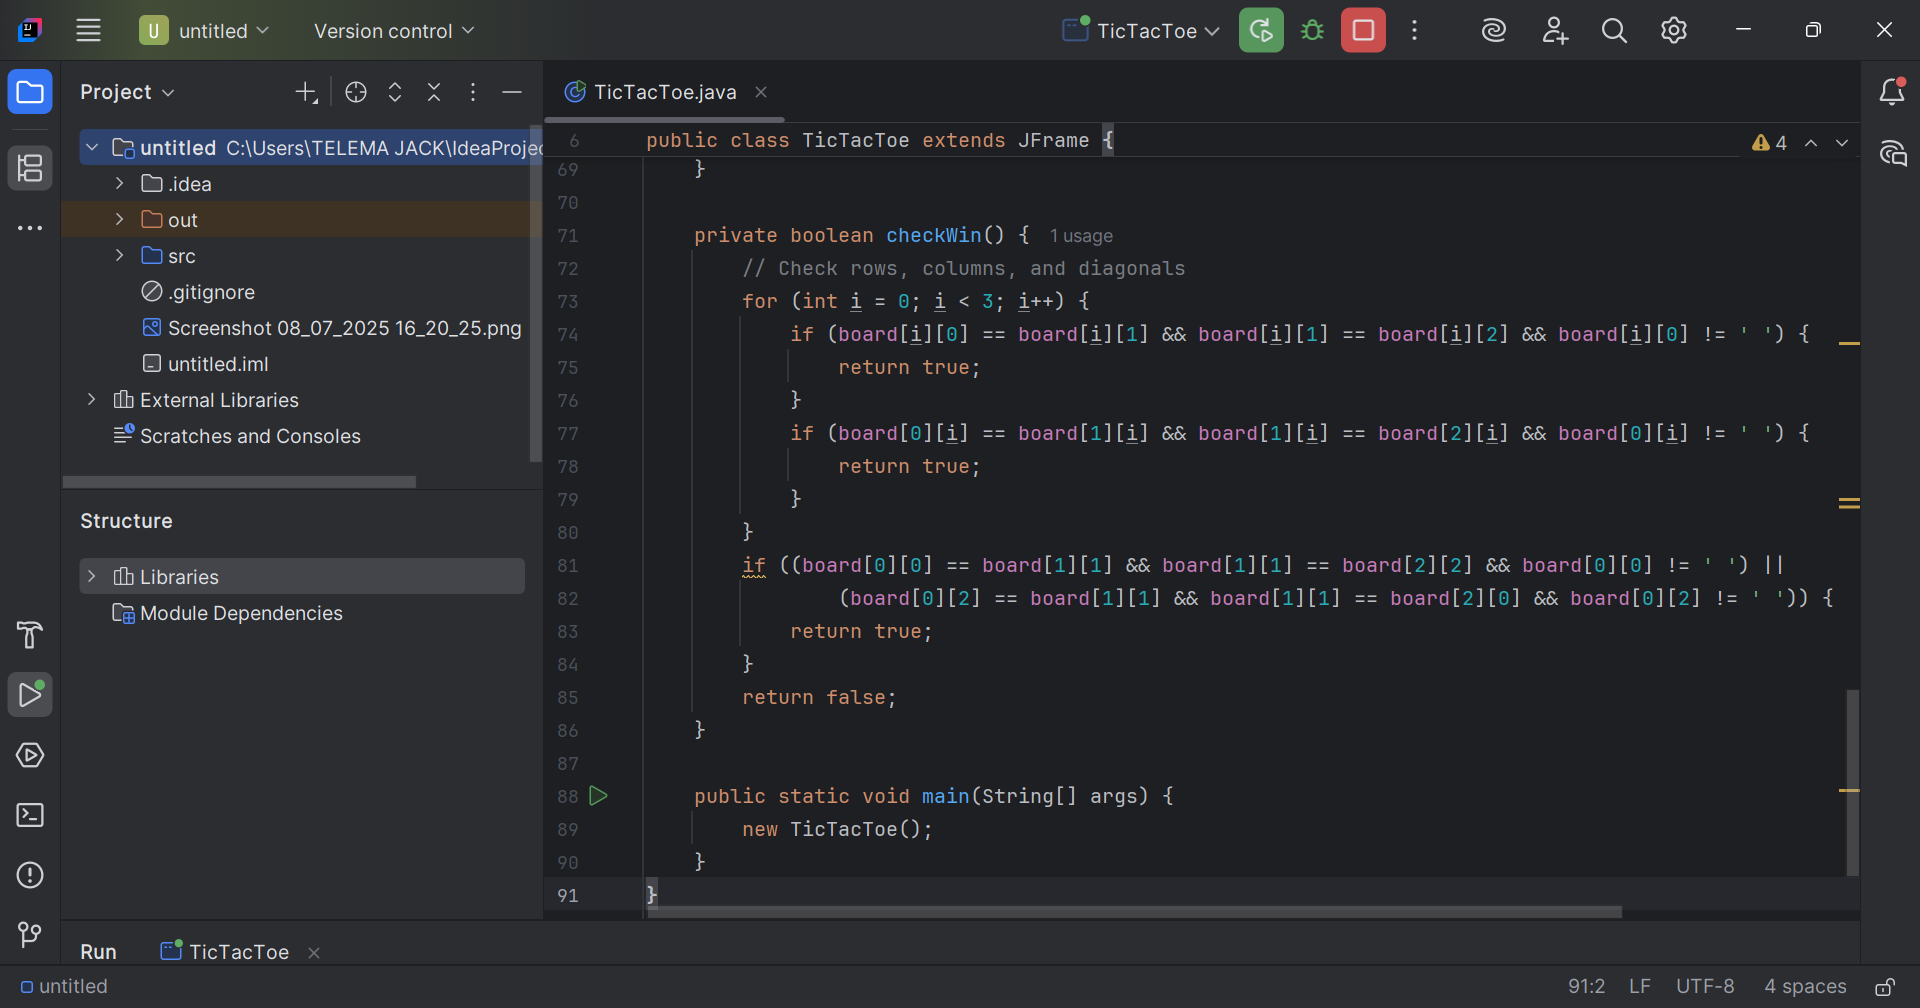 U untitled Version control TicTacToe
Project
TicTacToe.java
untitled C:\Users\TELEMA JACK\IdeaProjec
.idea
out
src
.gitignore
Screenshot 08_07_2025 16_20_25.png
untitled.iml
External Libraries
Scratches and Consoles
Structure
Libraries
Module Dependencies
6 public class TicTacToe extends JFrame {
4
69 }
70
71 private boolean checkWin() { 1 usage
72 // Check rows, columns, and diagonals
73 for (int i = 0; i < 3; i++) {
74 if (board[i][0] == board[i][1] && board[i][1] == board[i][2] && board[i][0] != ' ') {
75 return true;
76 }
77 if (board[0][i] == board[1][i] && board[1][i] == board[2][i] && board[0][i] != ' ') {
78 return true;
79 }
80 }
81 if ((board[0][0] == board[1][1] && board[1][1] == board[2][2] && board[0][0] != ' ') ||
82 (board[0][2] == board[1][1] && board[1][1] == board[2][0] && board[0][2] != ' ')) {
83 return true;
84 }
85 return false;
86 }
87
88 public static void main(String[] args) {
89 new TicTacToe();
90 }
91 }
Run TicTacToe
untitled
91:2 LF UTF-8 4 spaces